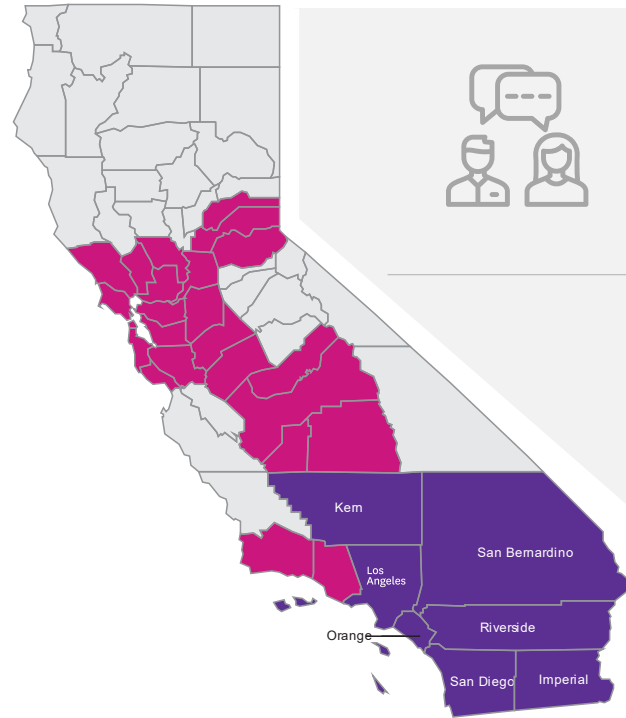 Kern
San Bernardino
Los
Angeles
Riverside
Orange
San Diego
Imperial